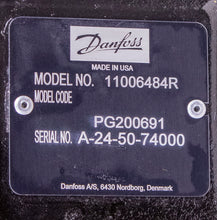 Danfoss
MADE IN USA
MODEL NO. 11006484R
MODEL CODE
PG200691
SERIAL NO. A-24-50-74000
Danfoss A/S, 6430 Nordborg, Denmark